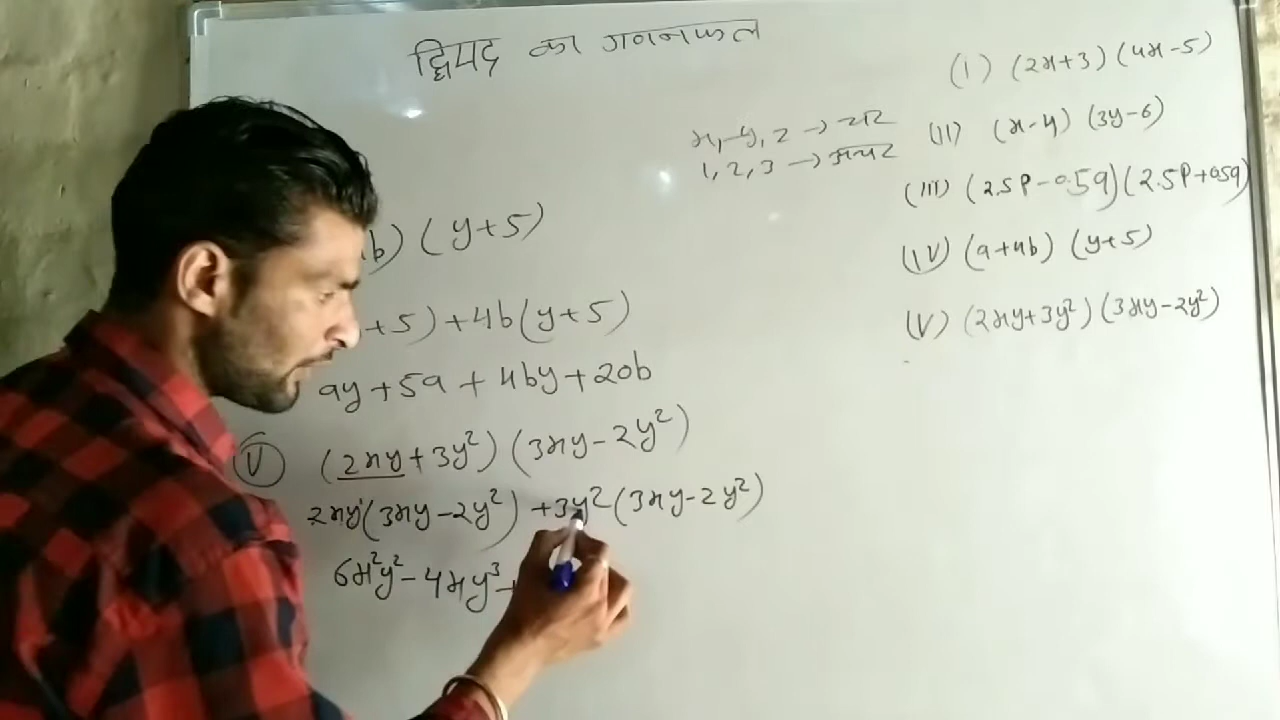 द्विपद का गुणनफल
x, y, z → चर
1, 2, 3 → अचर
(I) (2x+3) (4x-5)
(II) (x-y) (3y-6)
(III) (2.5P-0.5q) (2.5P+0.5q)
(IV) (a+4b) (y+5)
(V) (2xy+3y²) (3xy-2y²)
b) (y+5)
+5) + 4b(y+5)
ay + 5a + 4by + 20b
(V) (2xy + 3y²) (3xy - 2y²)
2xy(3xy - 2y²) + 3y²(3xy - 2y²)
6x²y² - 4xy³ +